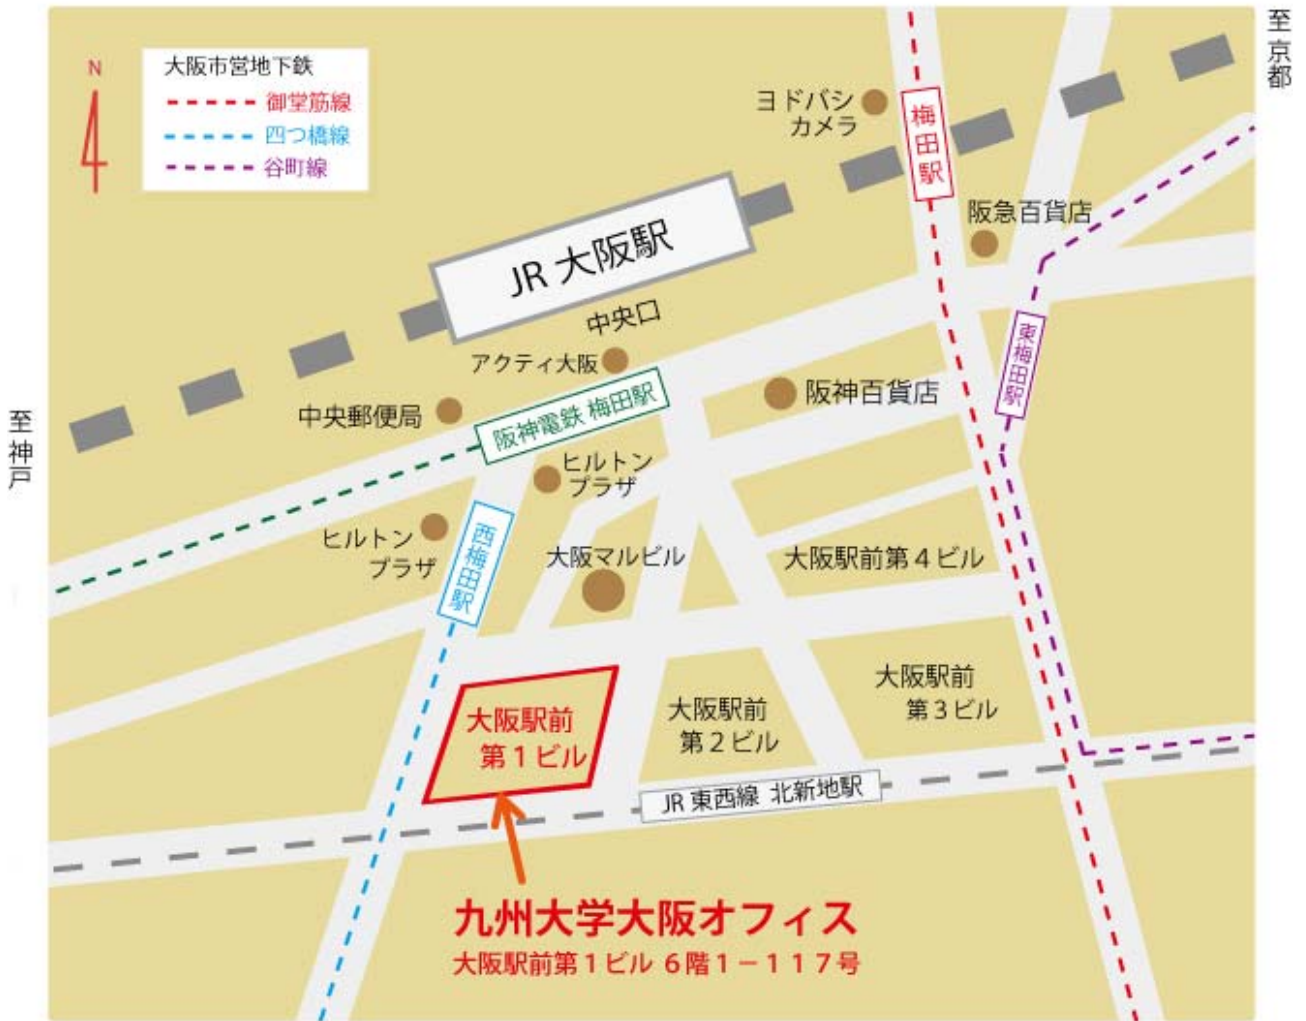 至京都
N
大阪市営地下鉄
御堂筋線
四つ橋線
谷町線
ヨドバシ
カメラ
梅田駅
阪急百貨店
JR 大阪駅
中央口
アクティ大阪
東梅田駅
中央郵便局
阪神電鉄 梅田駅
阪神百貨店
至神戸
ヒルトン
プラザ
ヒルトン
プラザ
西梅田駅
大阪マルビル
大阪駅前第4ビル
大阪駅前
第1ビル
大阪駅前
第2ビル
大阪駅前
第3ビル
JR 東西線 北新地駅
九州大学大阪オフィス
大阪駅前第1ビル 6階1－117号